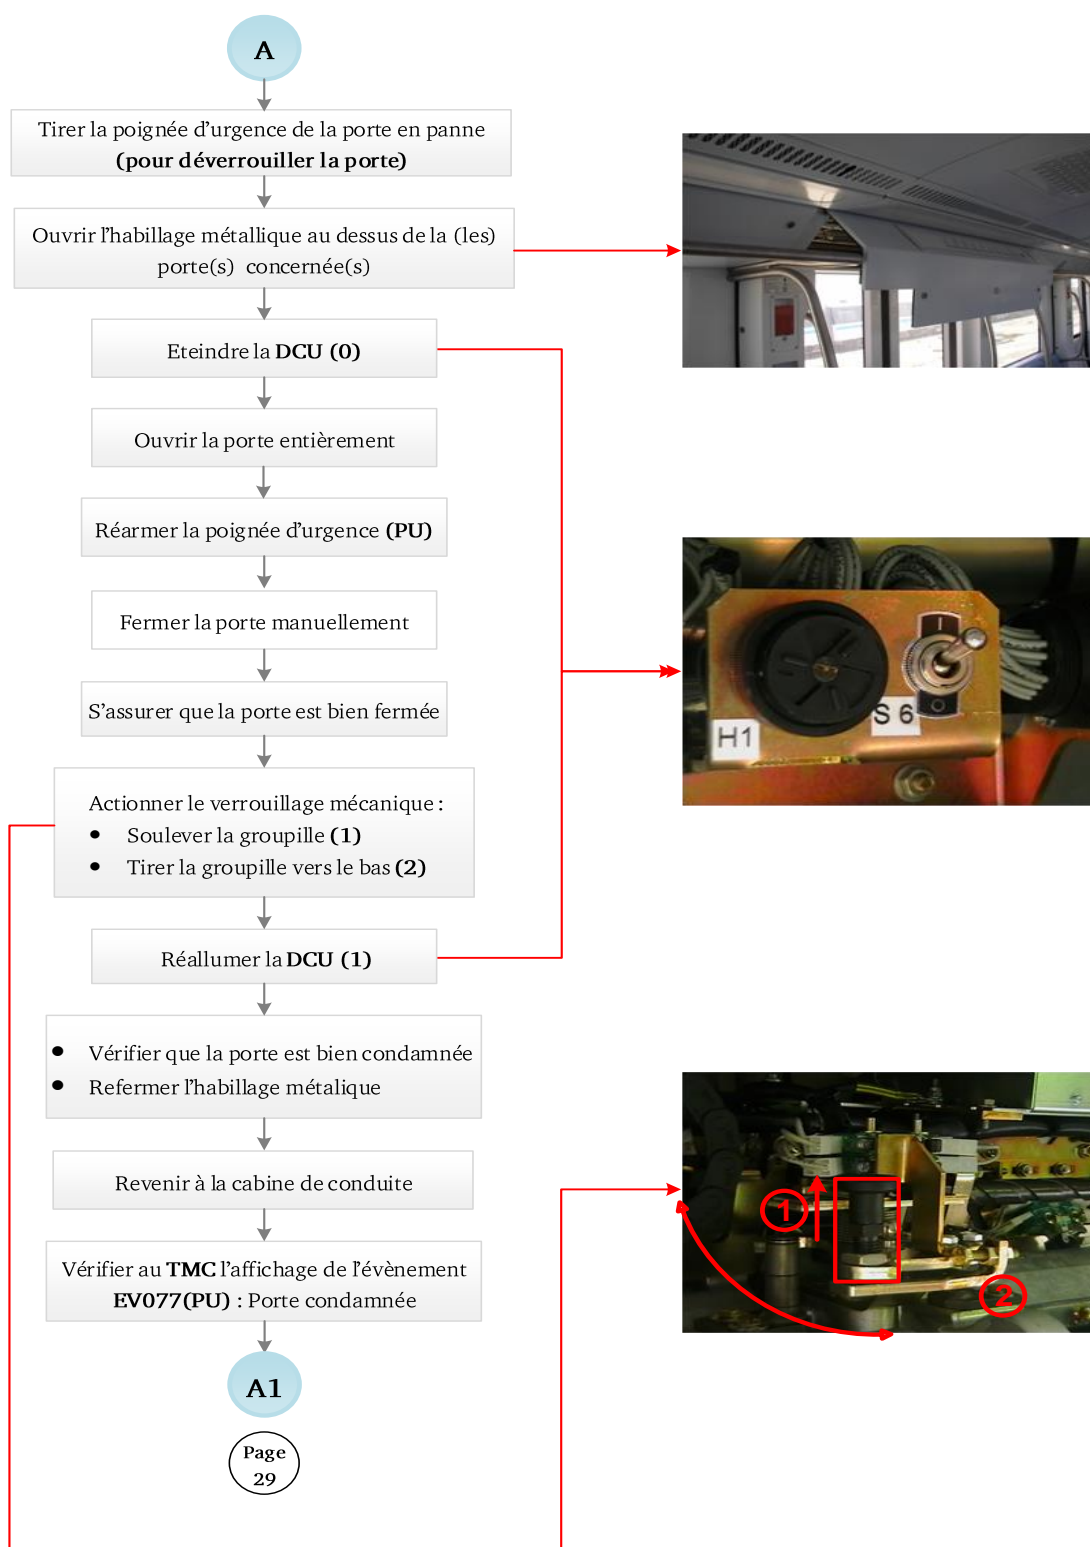 A
Tirer la poignée d'urgence de la porte en panne
(pour déverrouiller la porte)
Ouvrir l'habillage métallique au dessus de la (les)
porte(s) concernée(s)
Eteindre la DCU (0)
Ouvrir la porte entièrement
Réarmer la poignée d'urgence (PU)
Fermer la porte manuellement
S'assurer que la porte est bien fermée
Actionner le verrouillage mécanique :
• Soulever la groupille (1)
• Tirer la groupille vers le bas (2)
Réallumer la DCU (1)
• Vérifier que la porte est bien condamnée
• Refermer l'habillage métalique
Revenir à la cabine de conduite
Vérifier au TMC l'affichage de l'évènement
EV077(PU) : Porte condamnée
A1
Page
29
I
S 6
O
H1
1
2